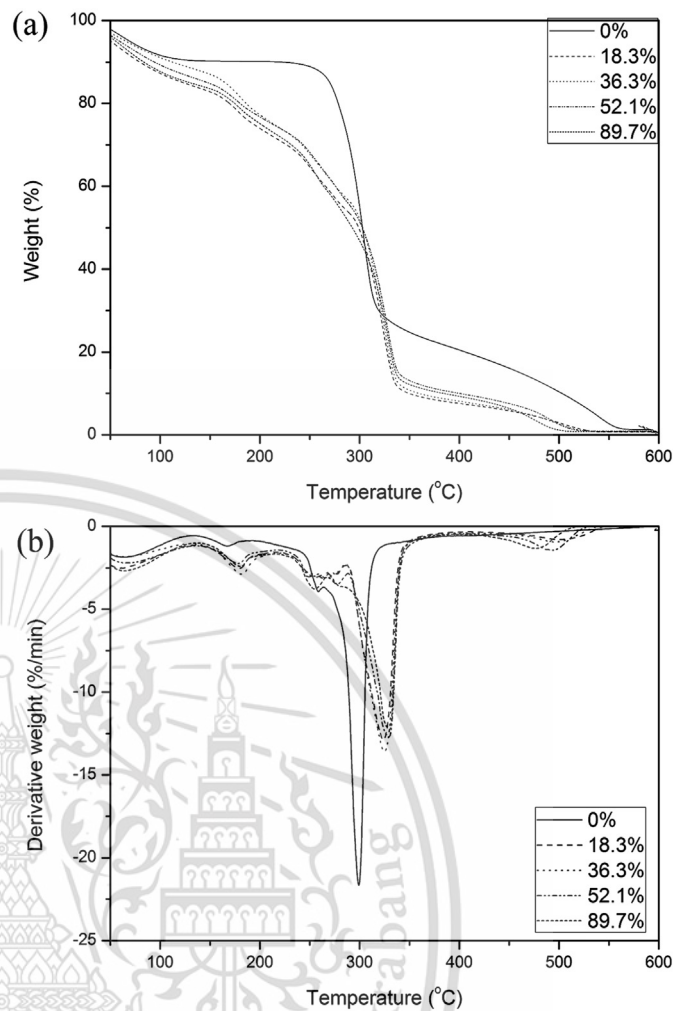 (a)
100
80
60
40
20
0
Weight (%)
0%
18.3%
36.3%
52.1%
89.7%
100 200 300 400 500 600
Temperature (°C)
(b)
0
-5
-10
-15
-20
-25
Derivative weight (%/min)
0%
18.3%
36.3%
52.1%
89.7%
100 200 300 400 500 600
Temperature (°C)
rabang